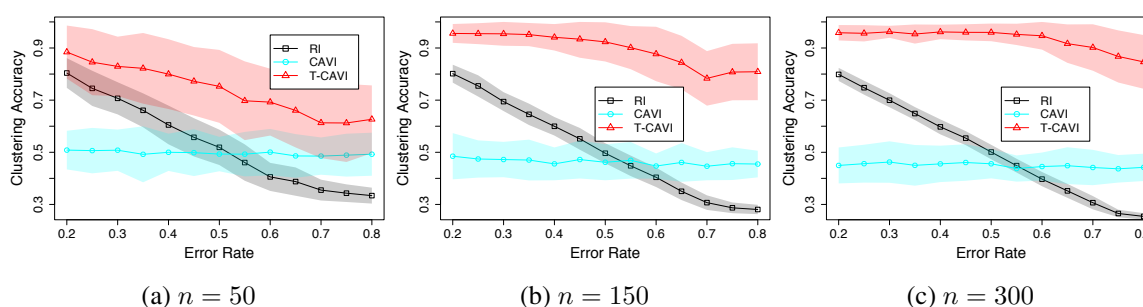 Clustering Accuracy
0.3 0.5 0.7 0.9
RI
CAVI
T-CAVI
0.2 0.3 0.4 0.5 0.6 0.7 0.8
Error Rate
(a) n = 50
Clustering Accuracy
0.3 0.5 0.7 0.9
RI
CAVI
T-CAVI
0.2 0.3 0.4 0.5 0.6 0.7 0.8
Error Rate
(b) n = 150
Clustering Accuracy
0.3 0.5 0.7 0.9
RI
CAVI
T-CAVI
0.2 0.3 0.4 0.5 0.6 0.7 0.8
Error Rate
(c) n = 300